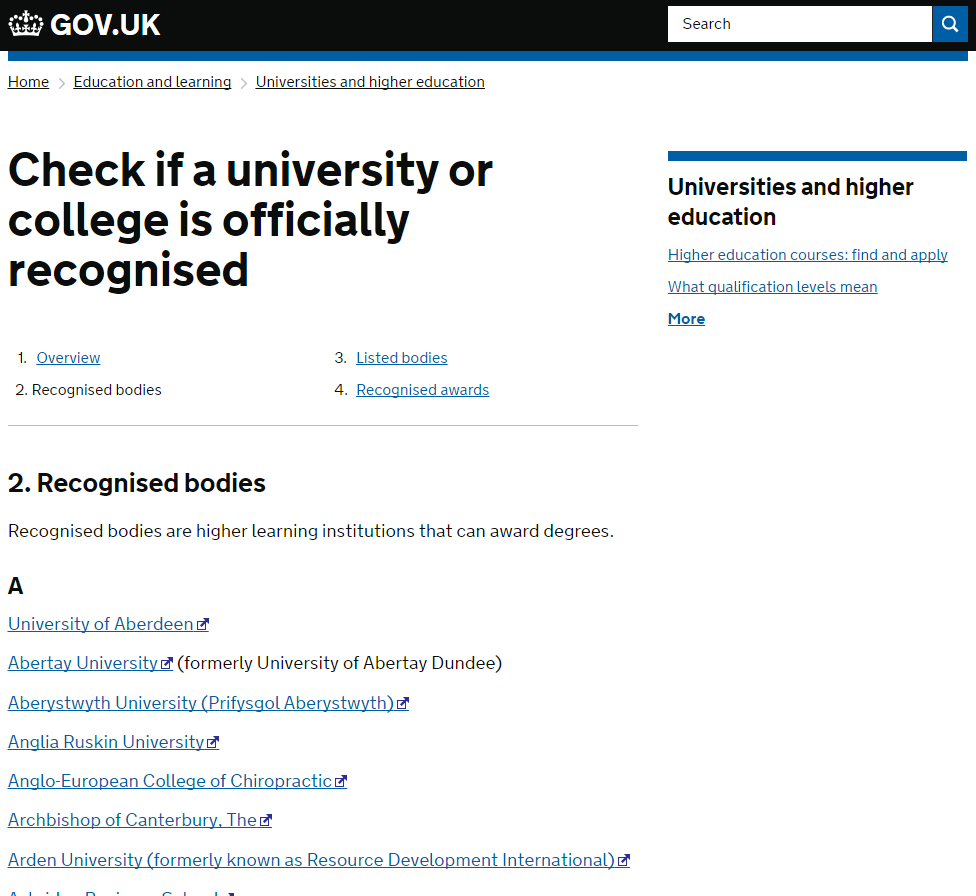 GOV.UK
Search
Home > Education and learning > Universities and higher education
Check if a university or
college is officially
recognised
Universities and higher
education
Higher education courses: find and apply
What qualification levels mean
More
1. Overview
2. Recognised bodies
3. Listed bodies
4. Recognised awards
2. Recognised bodies
Recognised bodies are higher learning institutions that can award degrees.
A
University of Aberdeen
Abertay University (formerly University of Abertay Dundee)
Aberystwyth University (Prifysgol Aberystwyth)
Anglia Ruskin University
Anglo-European College of Chiropractic
Archbishop of Canterbury, The
Arden University (formerly known as Resource Development International)